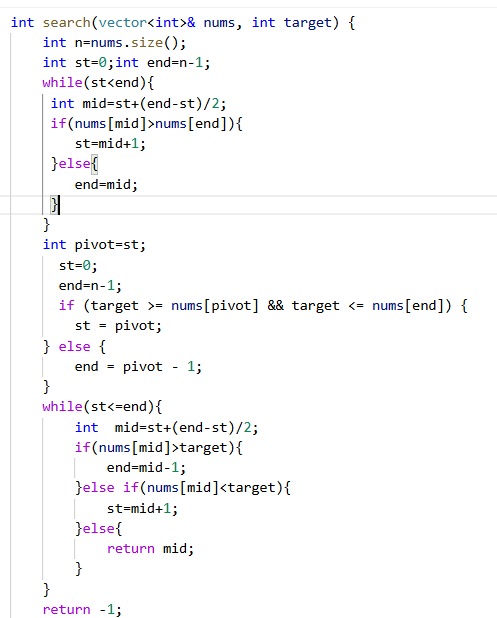 int search(vector<int>& nums, int target) {
    int n=nums.size();
    int st=0;int end=n-1;
    while(st<end){
     int mid=st+(end-st)/2;
     if(nums[mid]>nums[end]){
        st=mid+1;
     }else{
        end=mid;
     }
    }
    int pivot=st;
      st=0;
      end=n-1;
      if (target >= nums[pivot] && target <= nums[end]) {
        st = pivot;
    } else {
        end = pivot - 1;
    }
    while(st<=end){
        int  mid=st+(end-st)/2;
        if(nums[mid]>target){
            end=mid-1;
        }else if(nums[mid]<target){
            st=mid+1;
        }else{
            return mid;
        }
    }
    return -1;